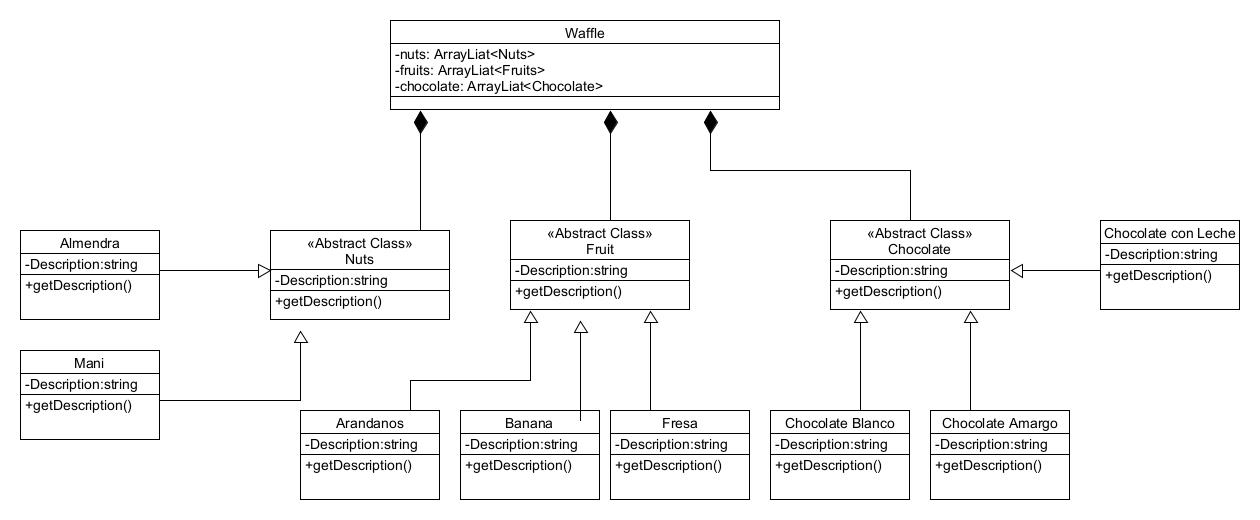 Waffle
-nuts: ArrayLiat<Nuts>
-fruits: ArrayLiat<Fruits>
-chocolate: ArrayLiat<Chocolate>
Almendra
-Description:string
+getDescription()
«Abstract Class»
Nuts
-Description:string
+getDescription()
«Abstract Class»
Fruit
-Description:string
+getDescription()
«Abstract Class»
Chocolate
-Description:string
+getDescription()
Chocolate con Leche
-Description:string
+getDescription()
Mani
-Description:string
+getDescription()
Arandanos
-Description:string
+getDescription()
Banana
-Description:string
+getDescription()
Fresa
-Description:string
+getDescription()
Chocolate Blanco
-Description:string
+getDescription()
Chocolate Amargo
-Description:string
+getDescription()